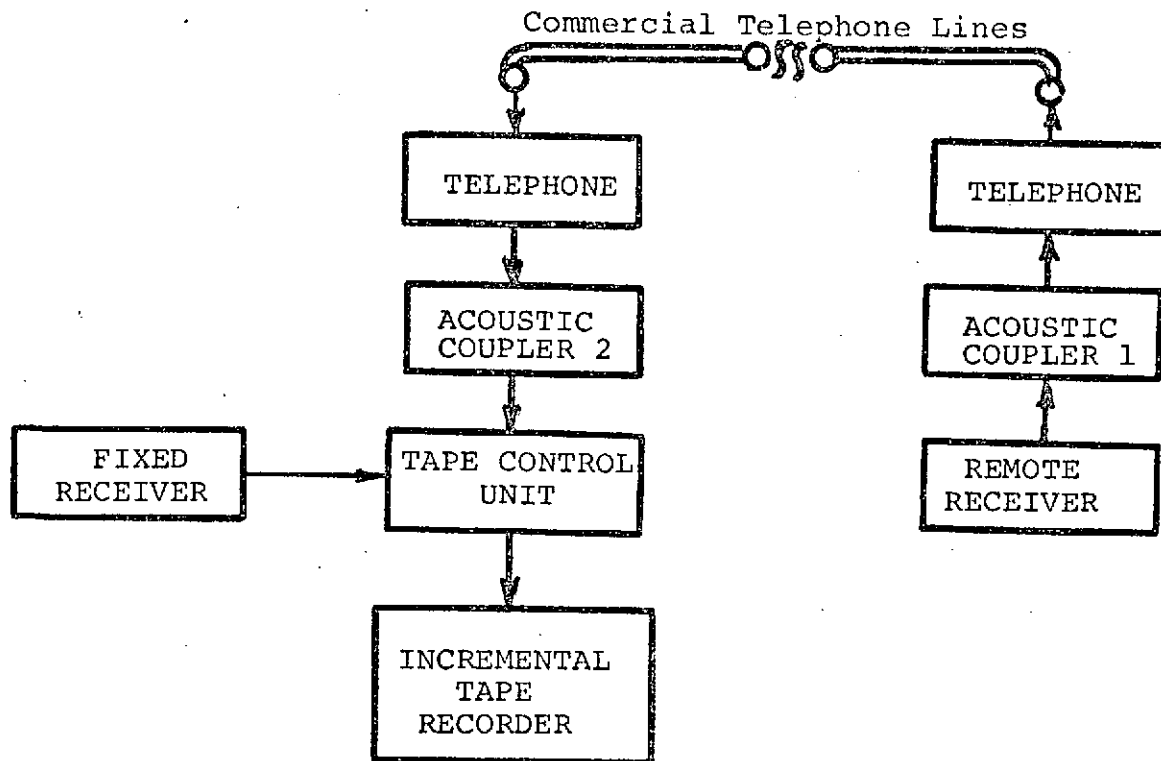 Commercial Telephone Lines
TELEPHONE
TELEPHONE
ACOUSTIC
COUPLER 2
ACOUSTIC
COUPLER 1
FIXED
RECEIVER
TAPE CONTROL
UNIT
REMOTE
RECEIVER
INCREMENTAL
TAPE
RECORDER